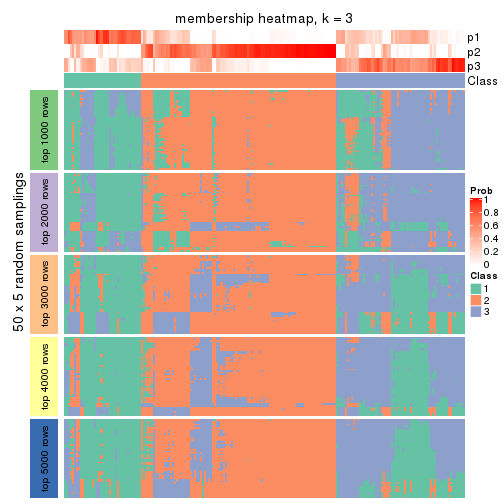 membership heatmap, k = 3
p1
p2
p3
Class
50 x 5 random samplings
top 1000 rows
top 2000 rows
top 3000 rows
top 4000 rows
top 5000 rows
Prob
1
0.8
0.6
0.4
0.2
0
Class
1
2
3